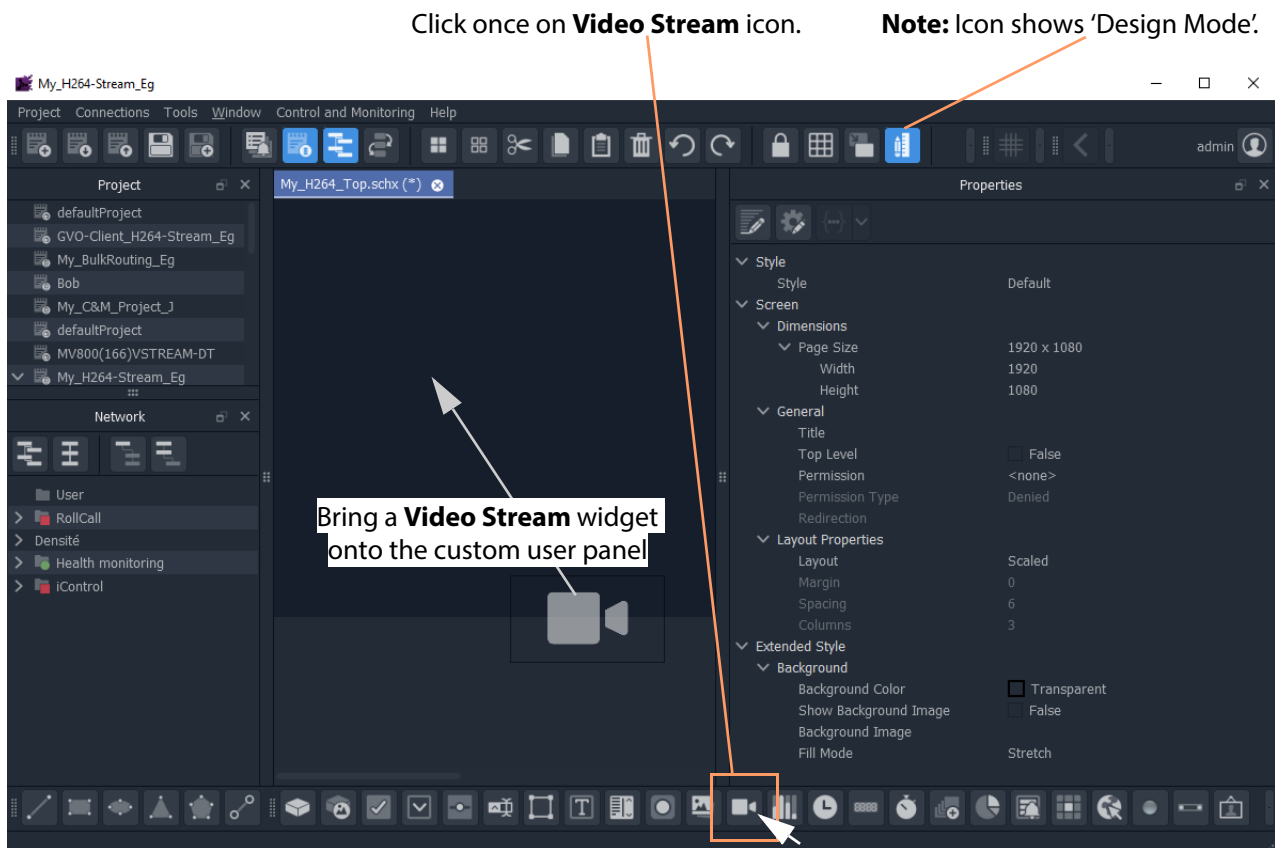 Click once on Video Stream icon.
Note: Icon shows ‘Design Mode’.
My_H264-Stream_Eg
Project Connections Tools Window Control and Monitoring Help
admin
Project
defaultProject
GVO-Client_H264-Stream_Eg
My_BulkRouting_Eg
Bob
My_C&M_Project_J
defaultProject
MV800(166)VSTREAM-DT
My_H264-Stream_Eg
Network
User
RollCall
Densité
Health monitoring
iControl
My_H264_Top.schx (*)
Bring a Video Stream widget
onto the custom user panel
Properties
Style
Style Default
Screen
Dimensions
Page Size 1920 x 1080
Width 1920
Height 1080
General
Title
Top Level False
Permission <none>
Permission Type Denied
Redirection
Layout Properties
Layout Scaled
Margin 0
Spacing 6
Columns 3
Extended Style
Background
Background Color Transparent
Show Background Image False
Background Image
Fill Mode Stretch